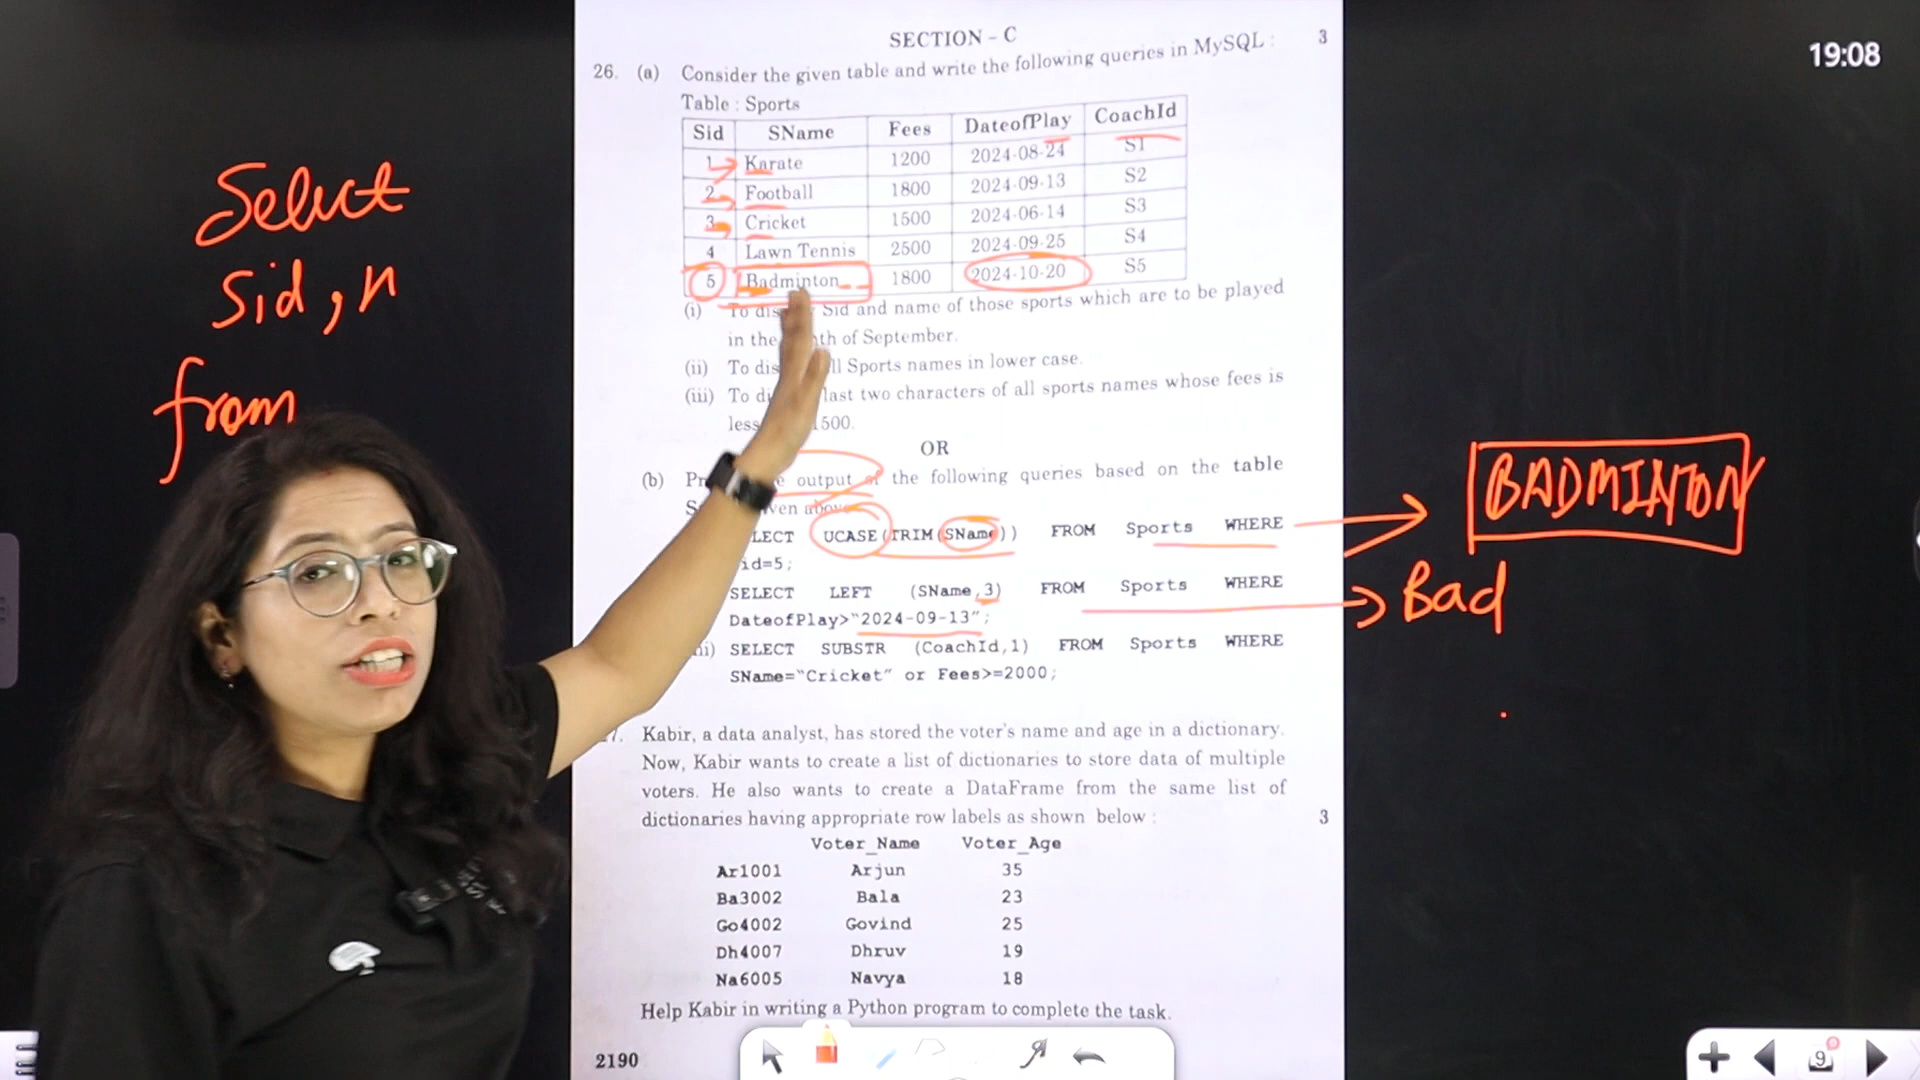 19:08
SECTION - C
26. (a) Consider the given table and write the following queries in MySQL : 3
Table : Sports
Sid SName Fees DateofPlay CoachId
1 Karate 1200 2024-08-24 S1
2 Football 1800 2024-09-13 S2
3 Cricket 1500 2024-06-14 S3
4 Lawn Tennis 2500 2024-09-25 S4
5 Badminton 1800 2024-10-20 S5
(i) To Sid and name of those sports which are to be played
in the of September.
(ii) To Sports names in lower case.
(iii) To last two characters of all sports names whose fees is
less 1500.
OR
(b) output of the following queries based on the table
above
UCASE(TRIM(SName)) FROM Sports WHERE
id=5;
SELECT LEFT (SName,3) FROM Sports WHERE
DateofPlay>"2024-09-13";
SELECT SUBSTR (CoachId,1) FROM Sports WHERE
SName="Cricket" or Fees>=2000;
Kabir, a data analyst, has stored the voter's name and age in a dictionary.
Now, Kabir wants to create a list of dictionaries to store data of multiple
voters. He also wants to create a DataFrame from the same list of
dictionaries having appropriate row labels as shown below : 3
Voter_Name Voter_Age
Ar1001 Arjun 35
Ba3002 Bala 23
Go4002 Govind 25
Dh4007 Dhruv 19
Na6005 Navya 18
Help Kabir in writing a Python program to complete the task.
2190
Select
Sid, n
from
BADMINTON
Bad
9